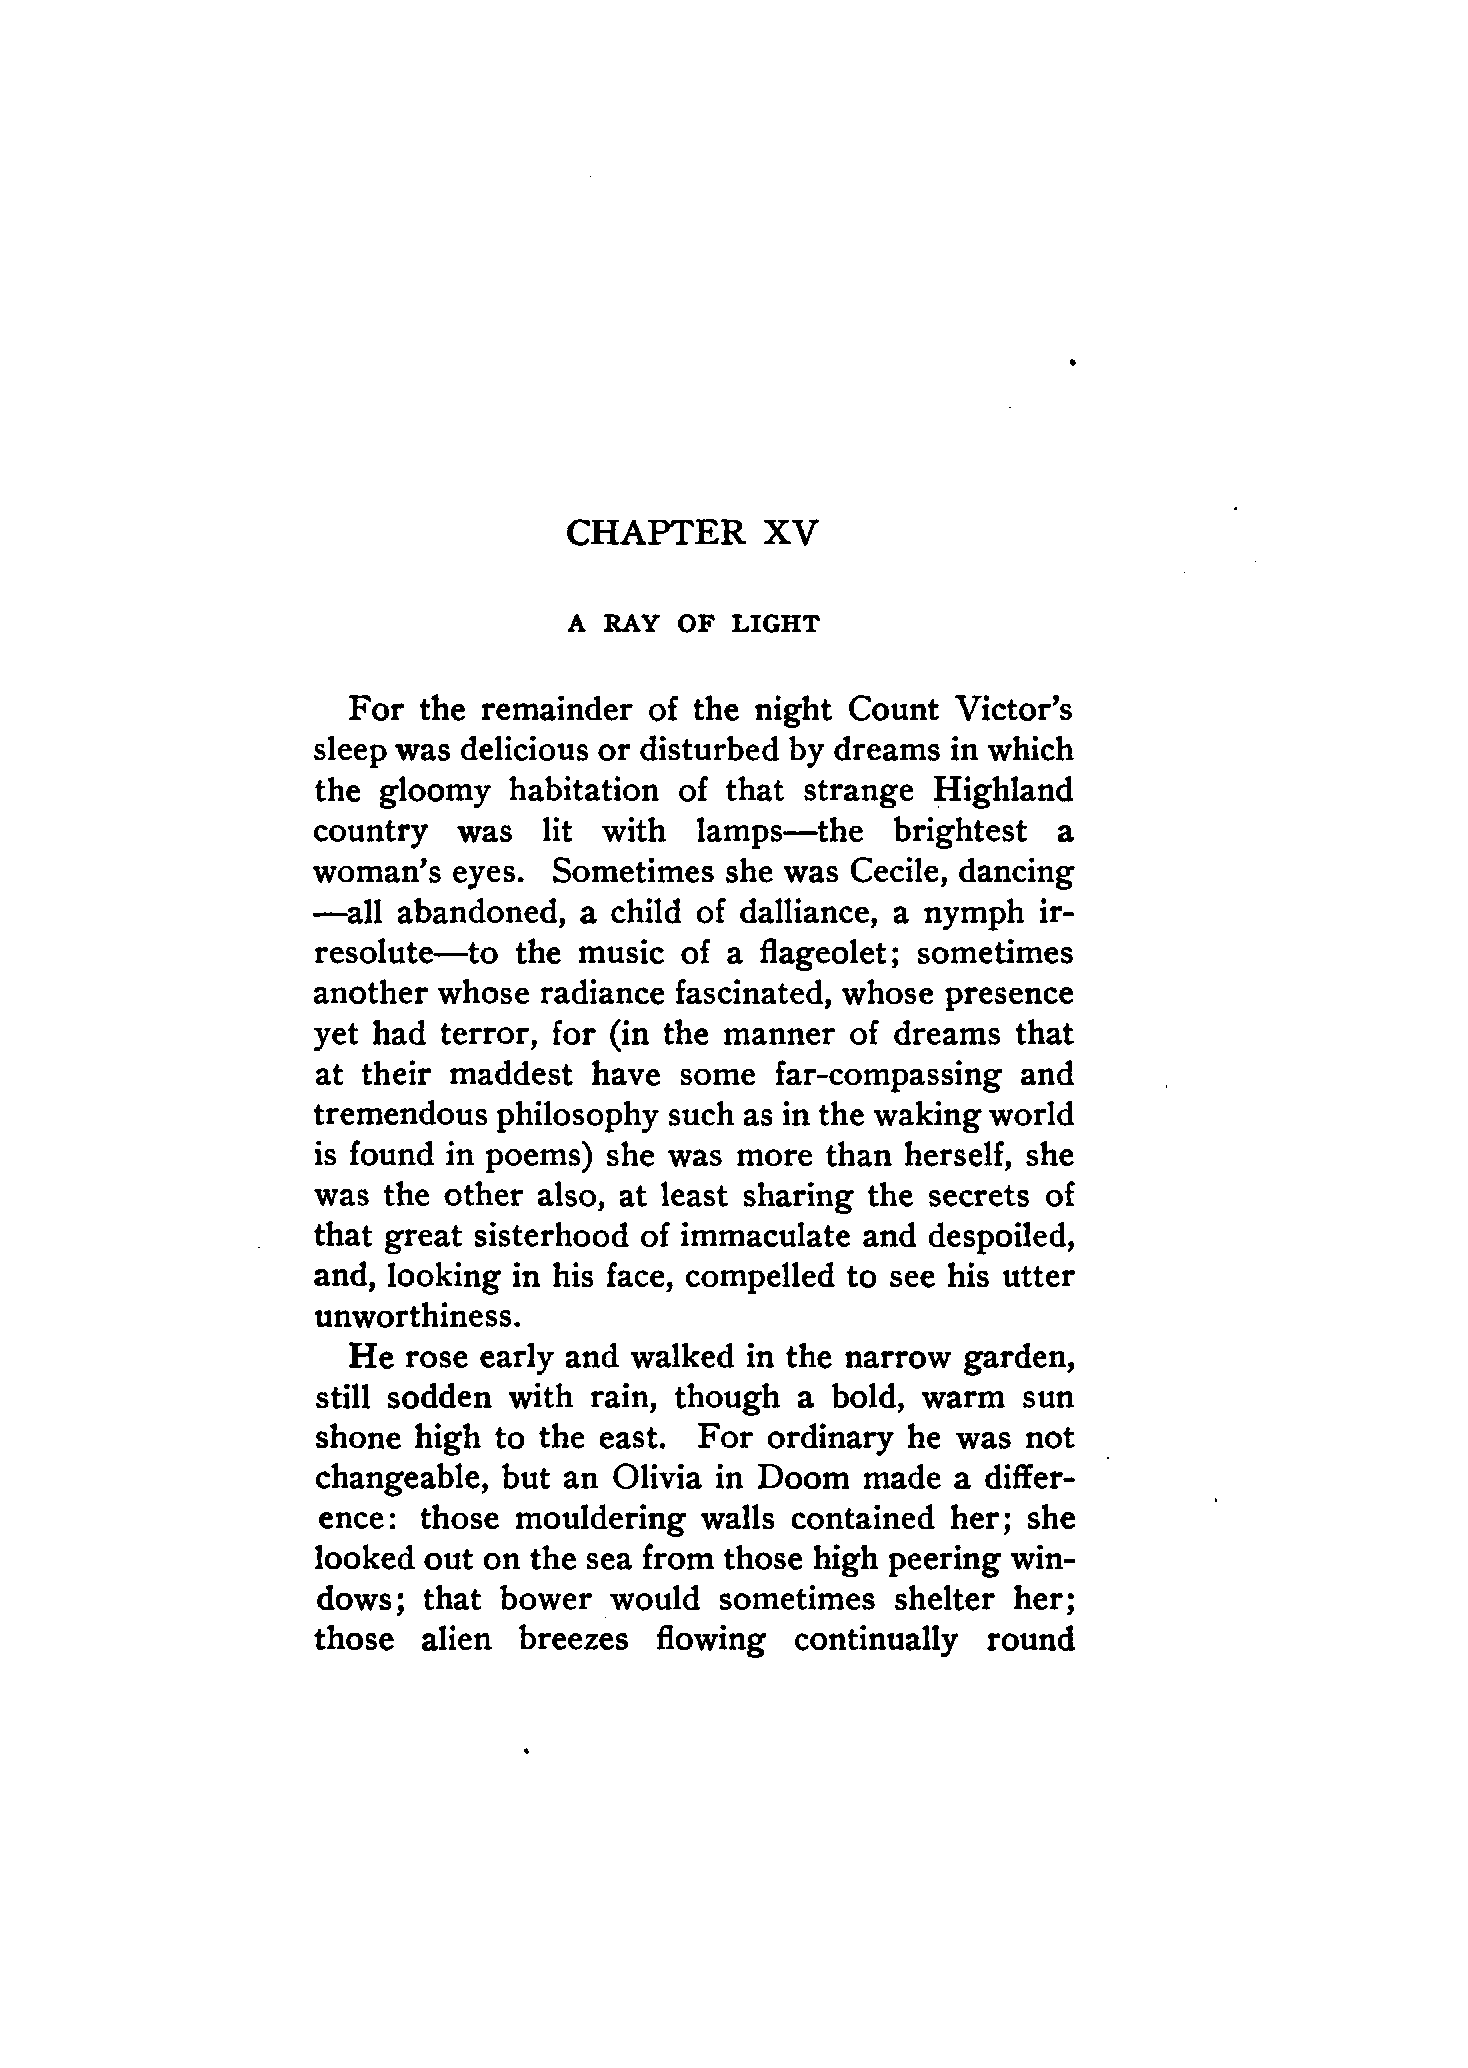 CHAPTER XV
A RAY OF LIGHT
For the remainder of the night Count Victor's
sleep was delicious or disturbed by dreams in which
the gloomy habitation of that strange Highland
country was lit with lamps—the brightest a
woman's eyes. Sometimes she was Cecile, dancing
—all abandoned, a child of dalliance, a nymph ir-
resolute—to the music of a flageolet; sometimes
another whose radiance fascinated, whose presence
yet had terror, for (in the manner of dreams that
at their maddest have some far-compassing and
tremendous philosophy such as in the waking world
is found in poems) she was more than herself, she
was the other also, at least sharing the secrets of
that great sisterhood of immaculate and despoiled,
and, looking in his face, compelled to see his utter
unworthiness.
He rose early and walked in the narrow garden,
still sodden with rain, though a bold, warm sun
shone high to the east. For ordinary he was not
changeable, but an Olivia in Doom made a differ-
ence: those mouldering walls contained her; she
looked out on the sea from those high peering win-
dows; that bower would sometimes shelter her;
those alien breezes flowing continually round